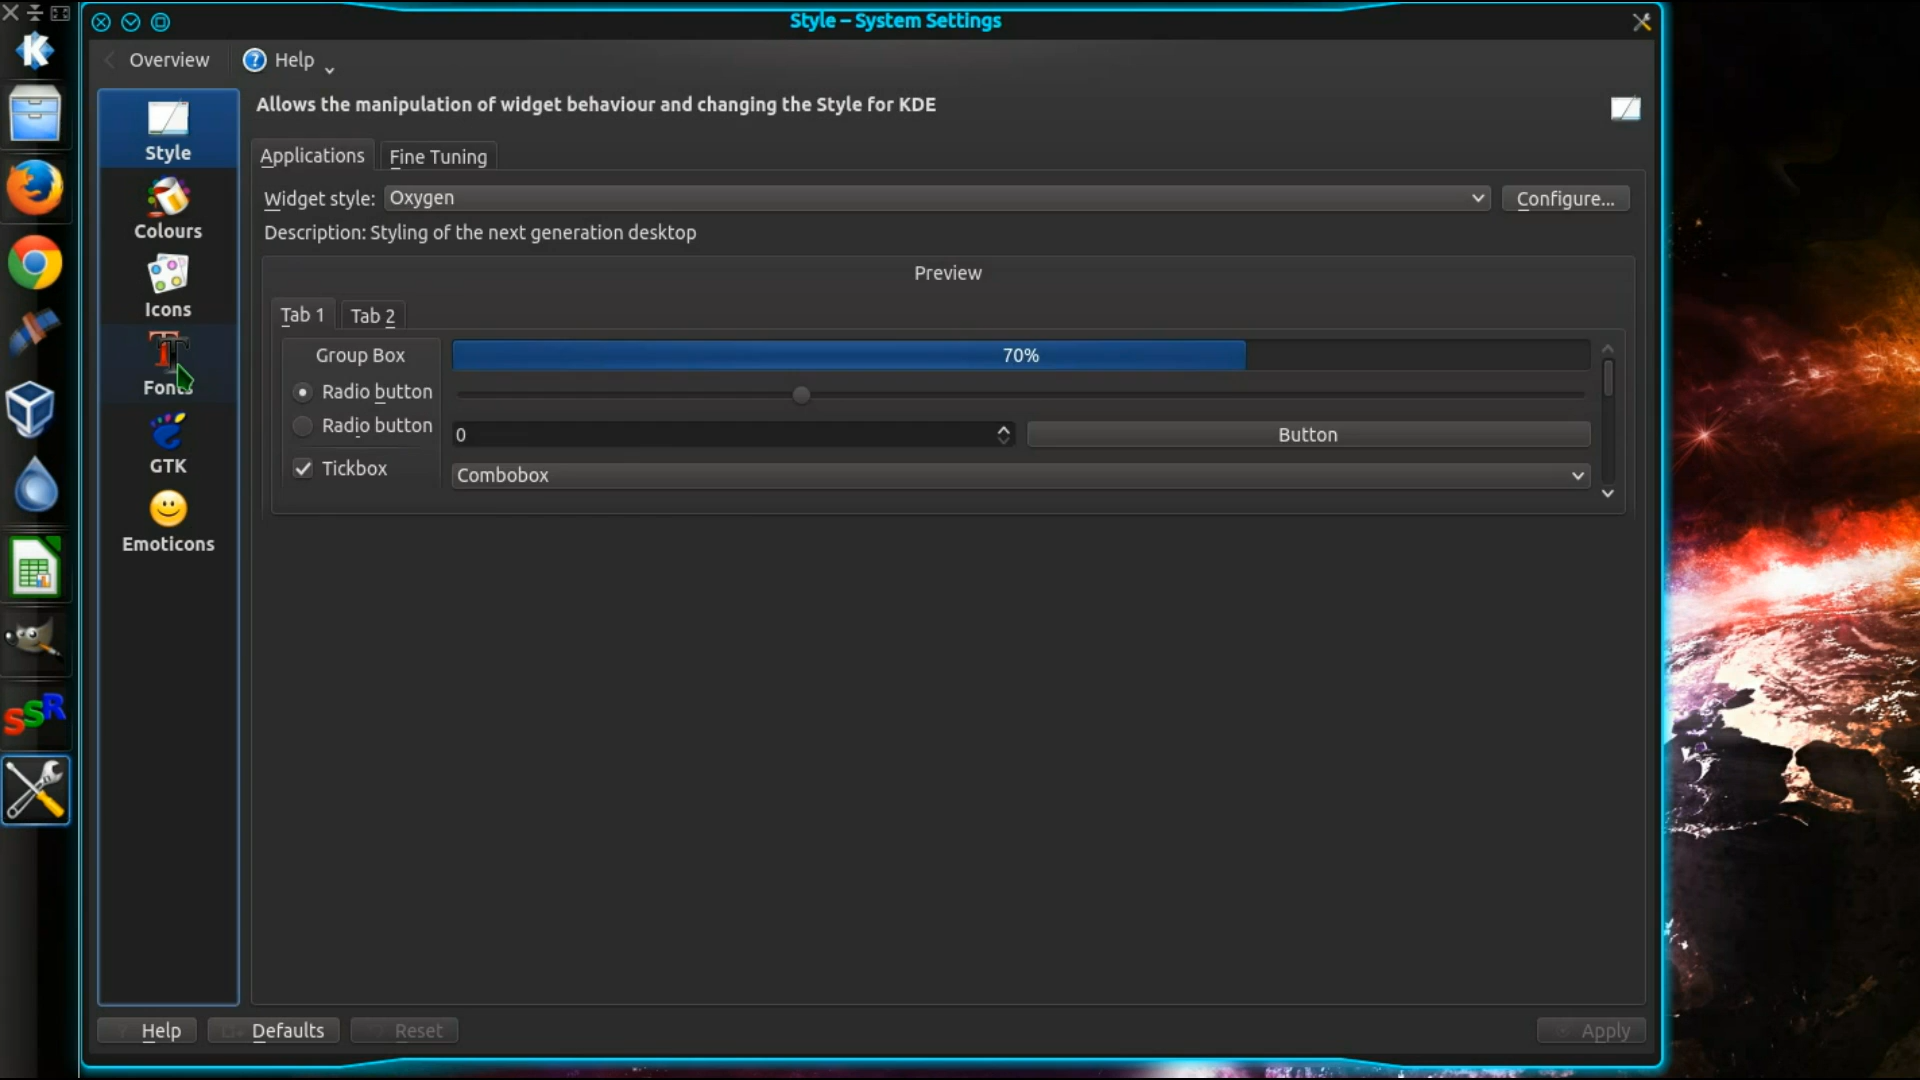 Style – System Settings
Overview
Help
Style
Colours
Icons
Fonts
GTK
Emoticons
Allows the manipulation of widget behaviour and changing the Style for KDE
Applications
Fine Tuning
Widget style: Oxygen
Configure...
Description: Styling of the next generation desktop
Preview
Tab 1
Tab 2
Group Box
70%
Radio button
Radio button
0
Button
Tickbox
Combobox
Help
Defaults
Reset
Apply
SSR